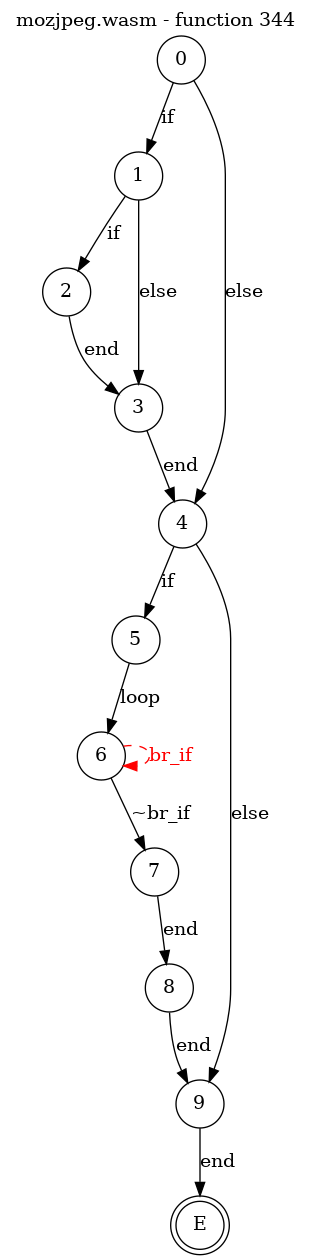 mozjpeg.wasm - function 344
0
if
1
else
if
2
else
end
3
end
4
if
5
else
loop
6
br_if
~br_if
7
end
8
end
9
end
E